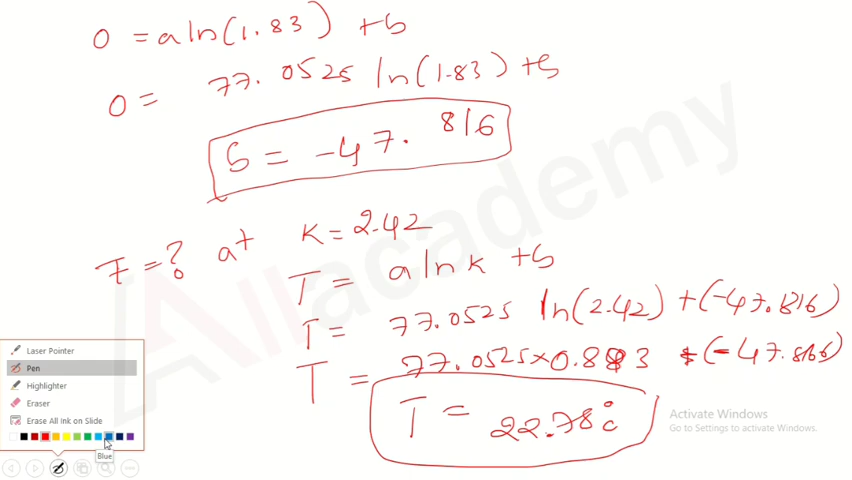 0 = a ln(1.83) + b
0 = 77.0525 ln(1.83) + b
b = -47.816
T = ? at K = 2.42
T = a ln K + b
T = 77.0525 ln(2.42) + (-47.816)
T = 77.0525 × 0.883 + (-47.8166)
T = 22.78°c
Alluacademy
Laser Pointer
Pen
Highlighter
Eraser
Erase All Ink on Slide
Blue
Activate Windows
Go to Settings to activate Windows.